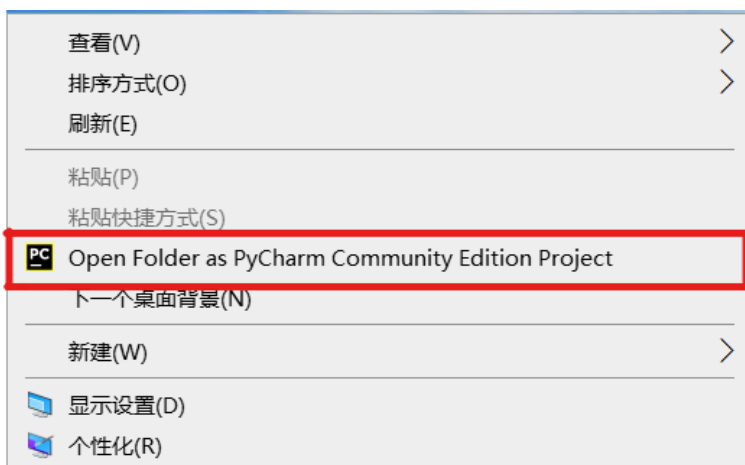 查看(V)
排序方式(O)
刷新(E)
粘贴(P)
粘贴快捷方式(S)
PC Open Folder as PyCharm Community Edition Project
下一个桌面背景(N)
新建(W)
显示设置(D)
个性化(R)